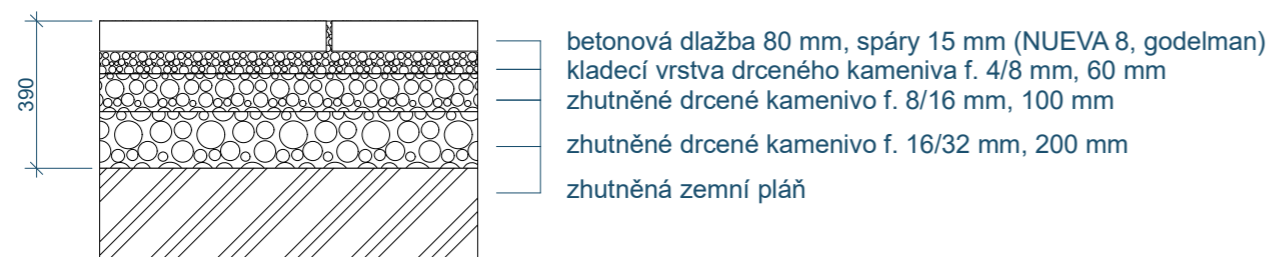 betonová dlažba 80 mm, spáry 15 mm (NUEVA 8, godelman)
kladecí vrstva drceného kameniva f. 4/8 mm, 60 mm
390
zhutněné drcené kamenivo f. 8/16 mm, 100 mm
zhutněné drcené kamenivo f. 16/32 mm, 200 mm
zhutněná zemní pláň